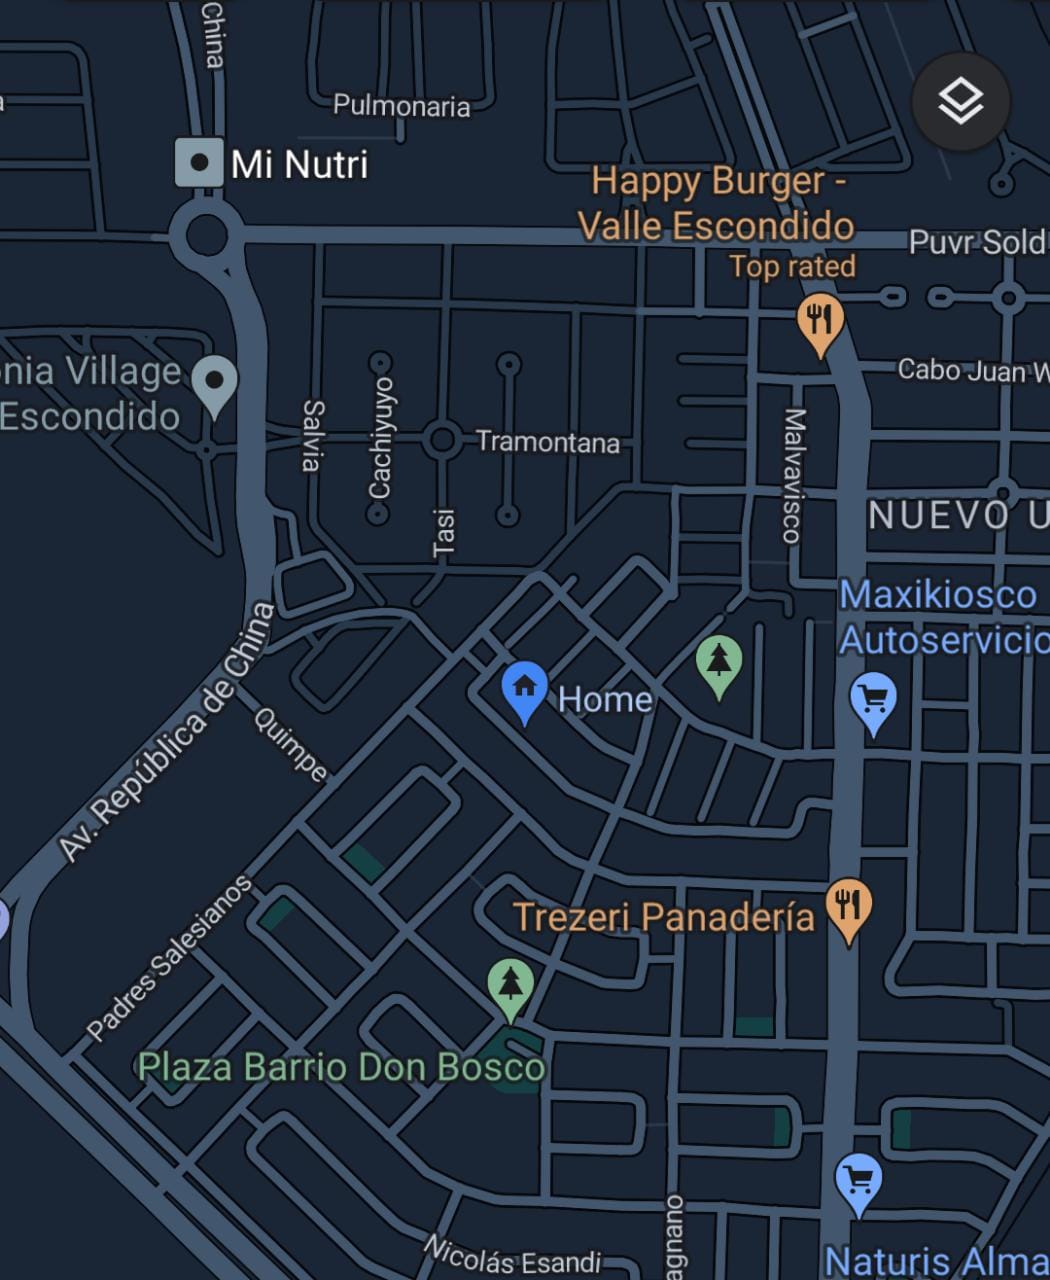 China
Pulmonaria
Mi Nutri
Happy Burger -
Valle Escondido
Top rated
Puvr Sold
Cabo Juan W
nia Village
Escondido
Salvia
Cachiyuyo
Tramontana
Tasi
Malvavisco
NUEVO U
Maxikiosco
Autoservicio
Home
Av. República de China
Quimpe
Padres Salesianos
Trezeri Panadería
Plaza Barrio Don Bosco
agnano
Nicolás Esandi
Naturis Alma